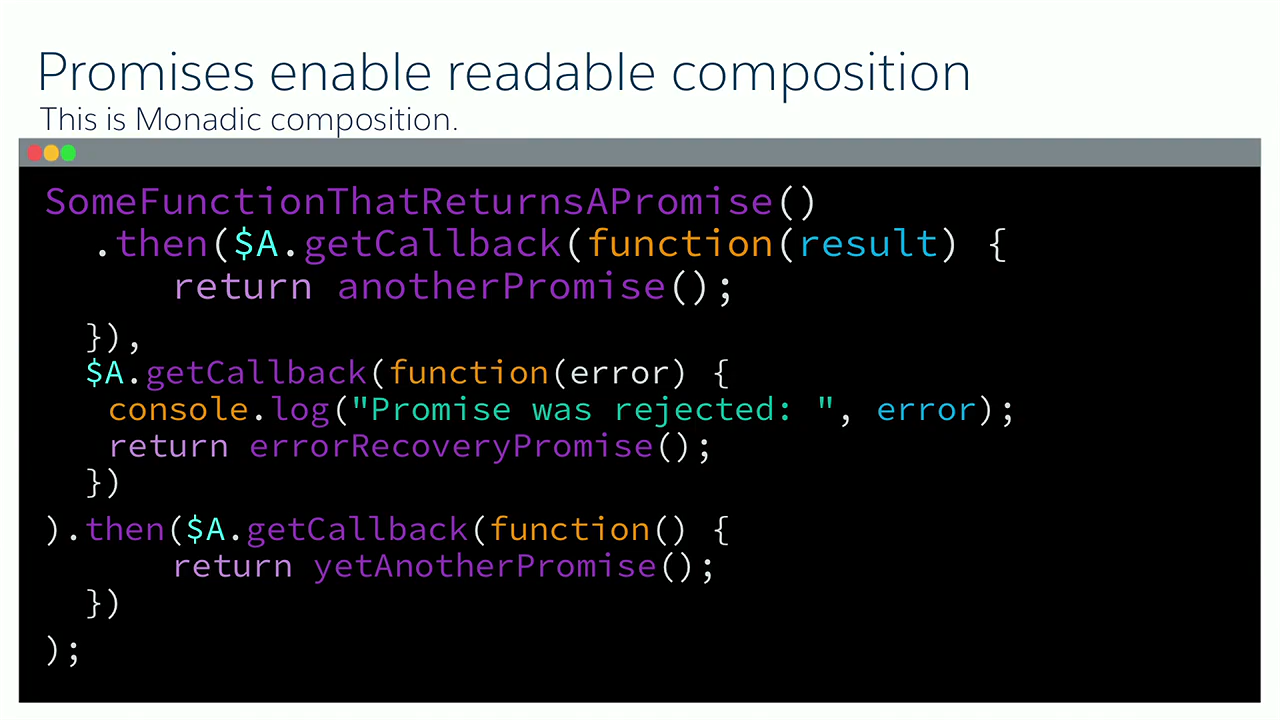 Promises enable readable composition
This is Monadic composition.
SomeFunctionThatReturnsAPromise()
.then($A.getCallback(function(result) {
return anotherPromise();
}),
$A.getCallback(function(error) {
console.log("Promise was rejected: ", error);
return errorRecoveryPromise();
})
).then($A.getCallback(function() {
return yetAnotherPromise();
})
);